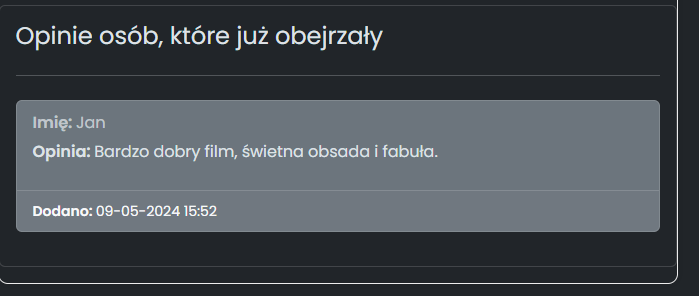 Opinie osób, które już obejrzały
Imię: Jan
Opinia: Bardzo dobry film, świetna obsada i fabuła.
Dodano: 09-05-2024 15:52